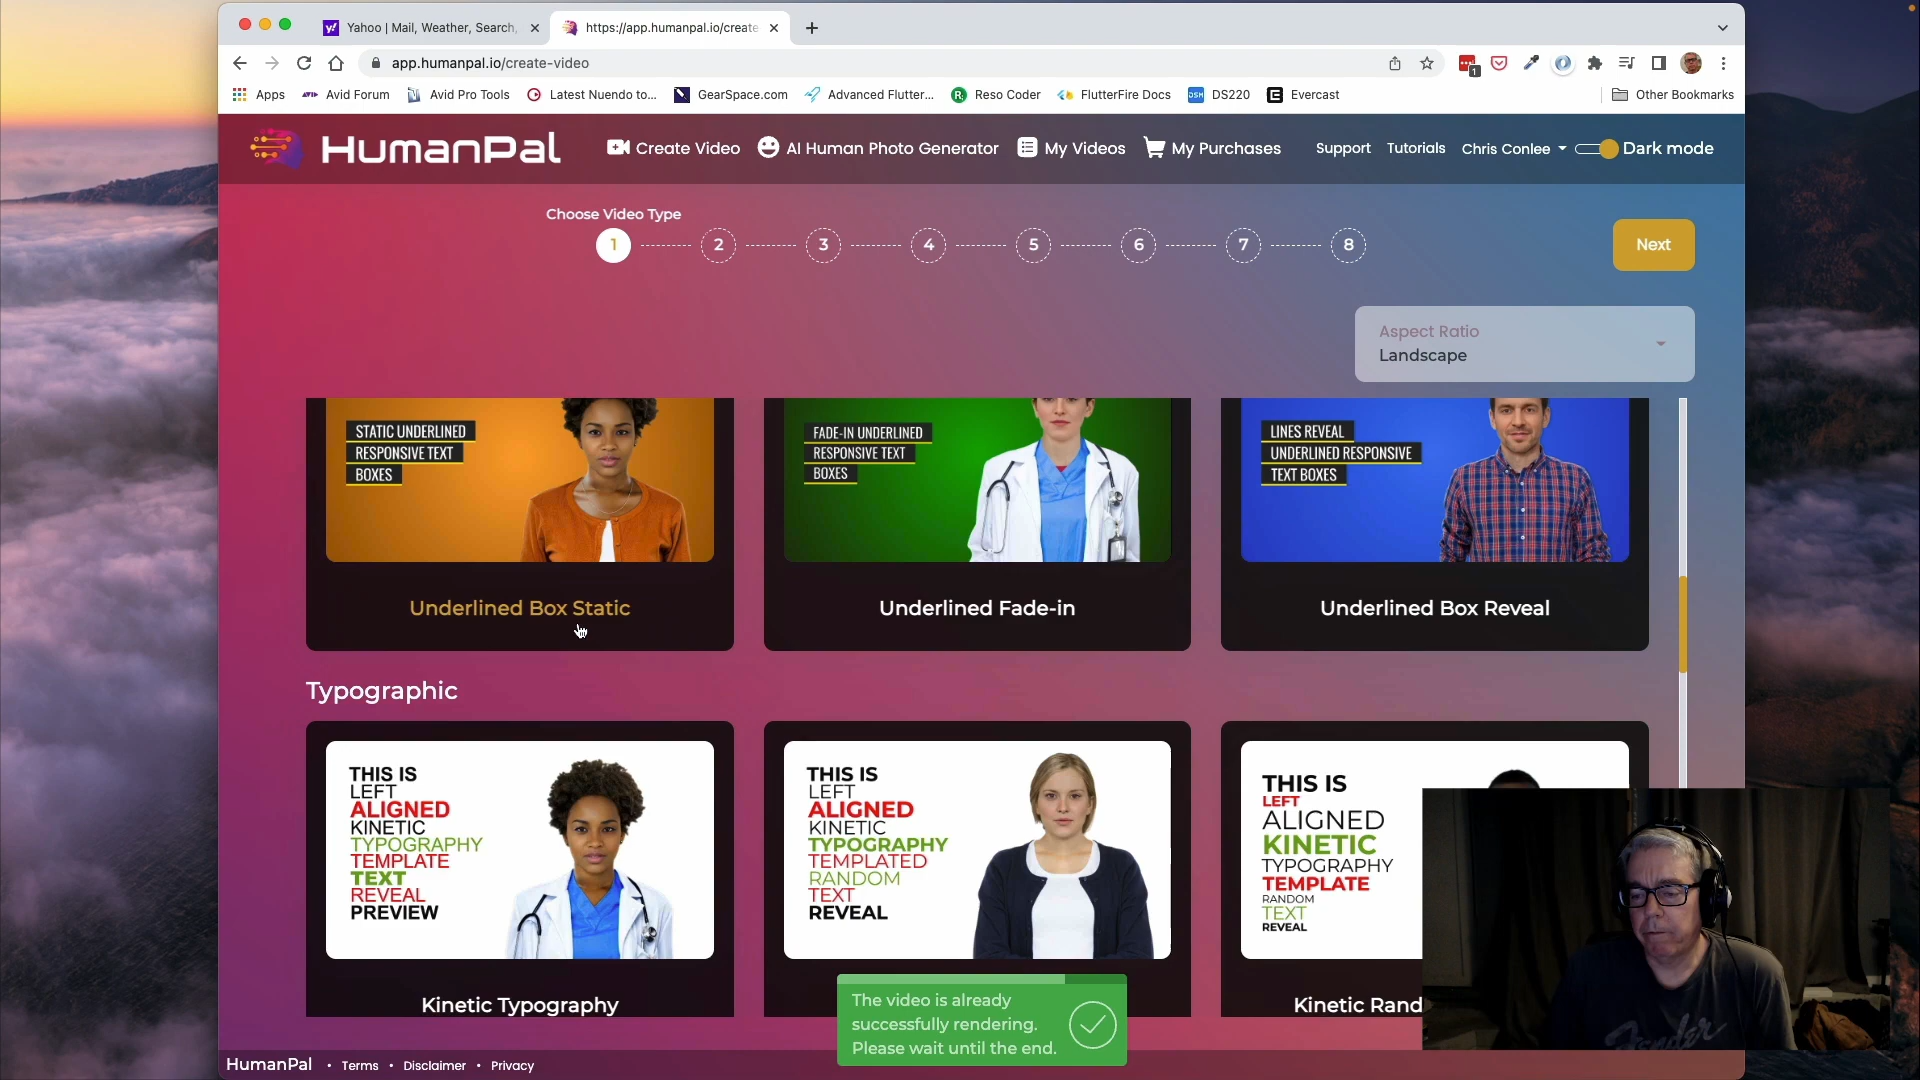 Yahoo | Mail, Weather, Search,
https://app.humanpal.io/create
app.humanpal.io/create-video
1
Apps
Avid Forum
Avid Pro Tools
Latest Nuendo to...
GearSpace.com
Advanced Flutter...
Reso Coder
FlutterFire Docs
DSM
DS220
Evercast
Other Bookmarks
HumanPal
Create Video
AI Human Photo Generator
My Videos
My Purchases
Support
Tutorials
Chris Conlee
Dark mode
Choose Video Type
1
2
3
4
5
6
7
8
Next
Aspect Ratio
Landscape
STATIC UNDERLINED
RESPONSIVE TEXT
BOXES
FADE-IN UNDERLINED
RESPONSIVE TEXT
BOXES
LINES REVEAL
UNDERLINED RESPONSIVE
TEXT BOXES
Underlined Box Static
Underlined Fade-in
Underlined Box Reveal
Typographic
THIS IS
LEFT
ALIGNED
KINETIC
TYPOGRAPHY
TEMPLATE
TEXT
REVEAL
PREVIEW
THIS IS
LEFT
ALIGNED
KINETIC
TYPOGRAPHY
TEMPLATED
RANDOM
TEXT
REVEAL
THIS IS
LEFT
ALIGNED
KINETIC
TYPOGRAPHY
TEMPLATE
RANDOM
TEXT
REVEAL
Kinetic Typography
Kinetic Rand
The video is already
successfully rendering.
Please wait until the end.
Fender
HumanPal • Terms • Disclaimer • Privacy